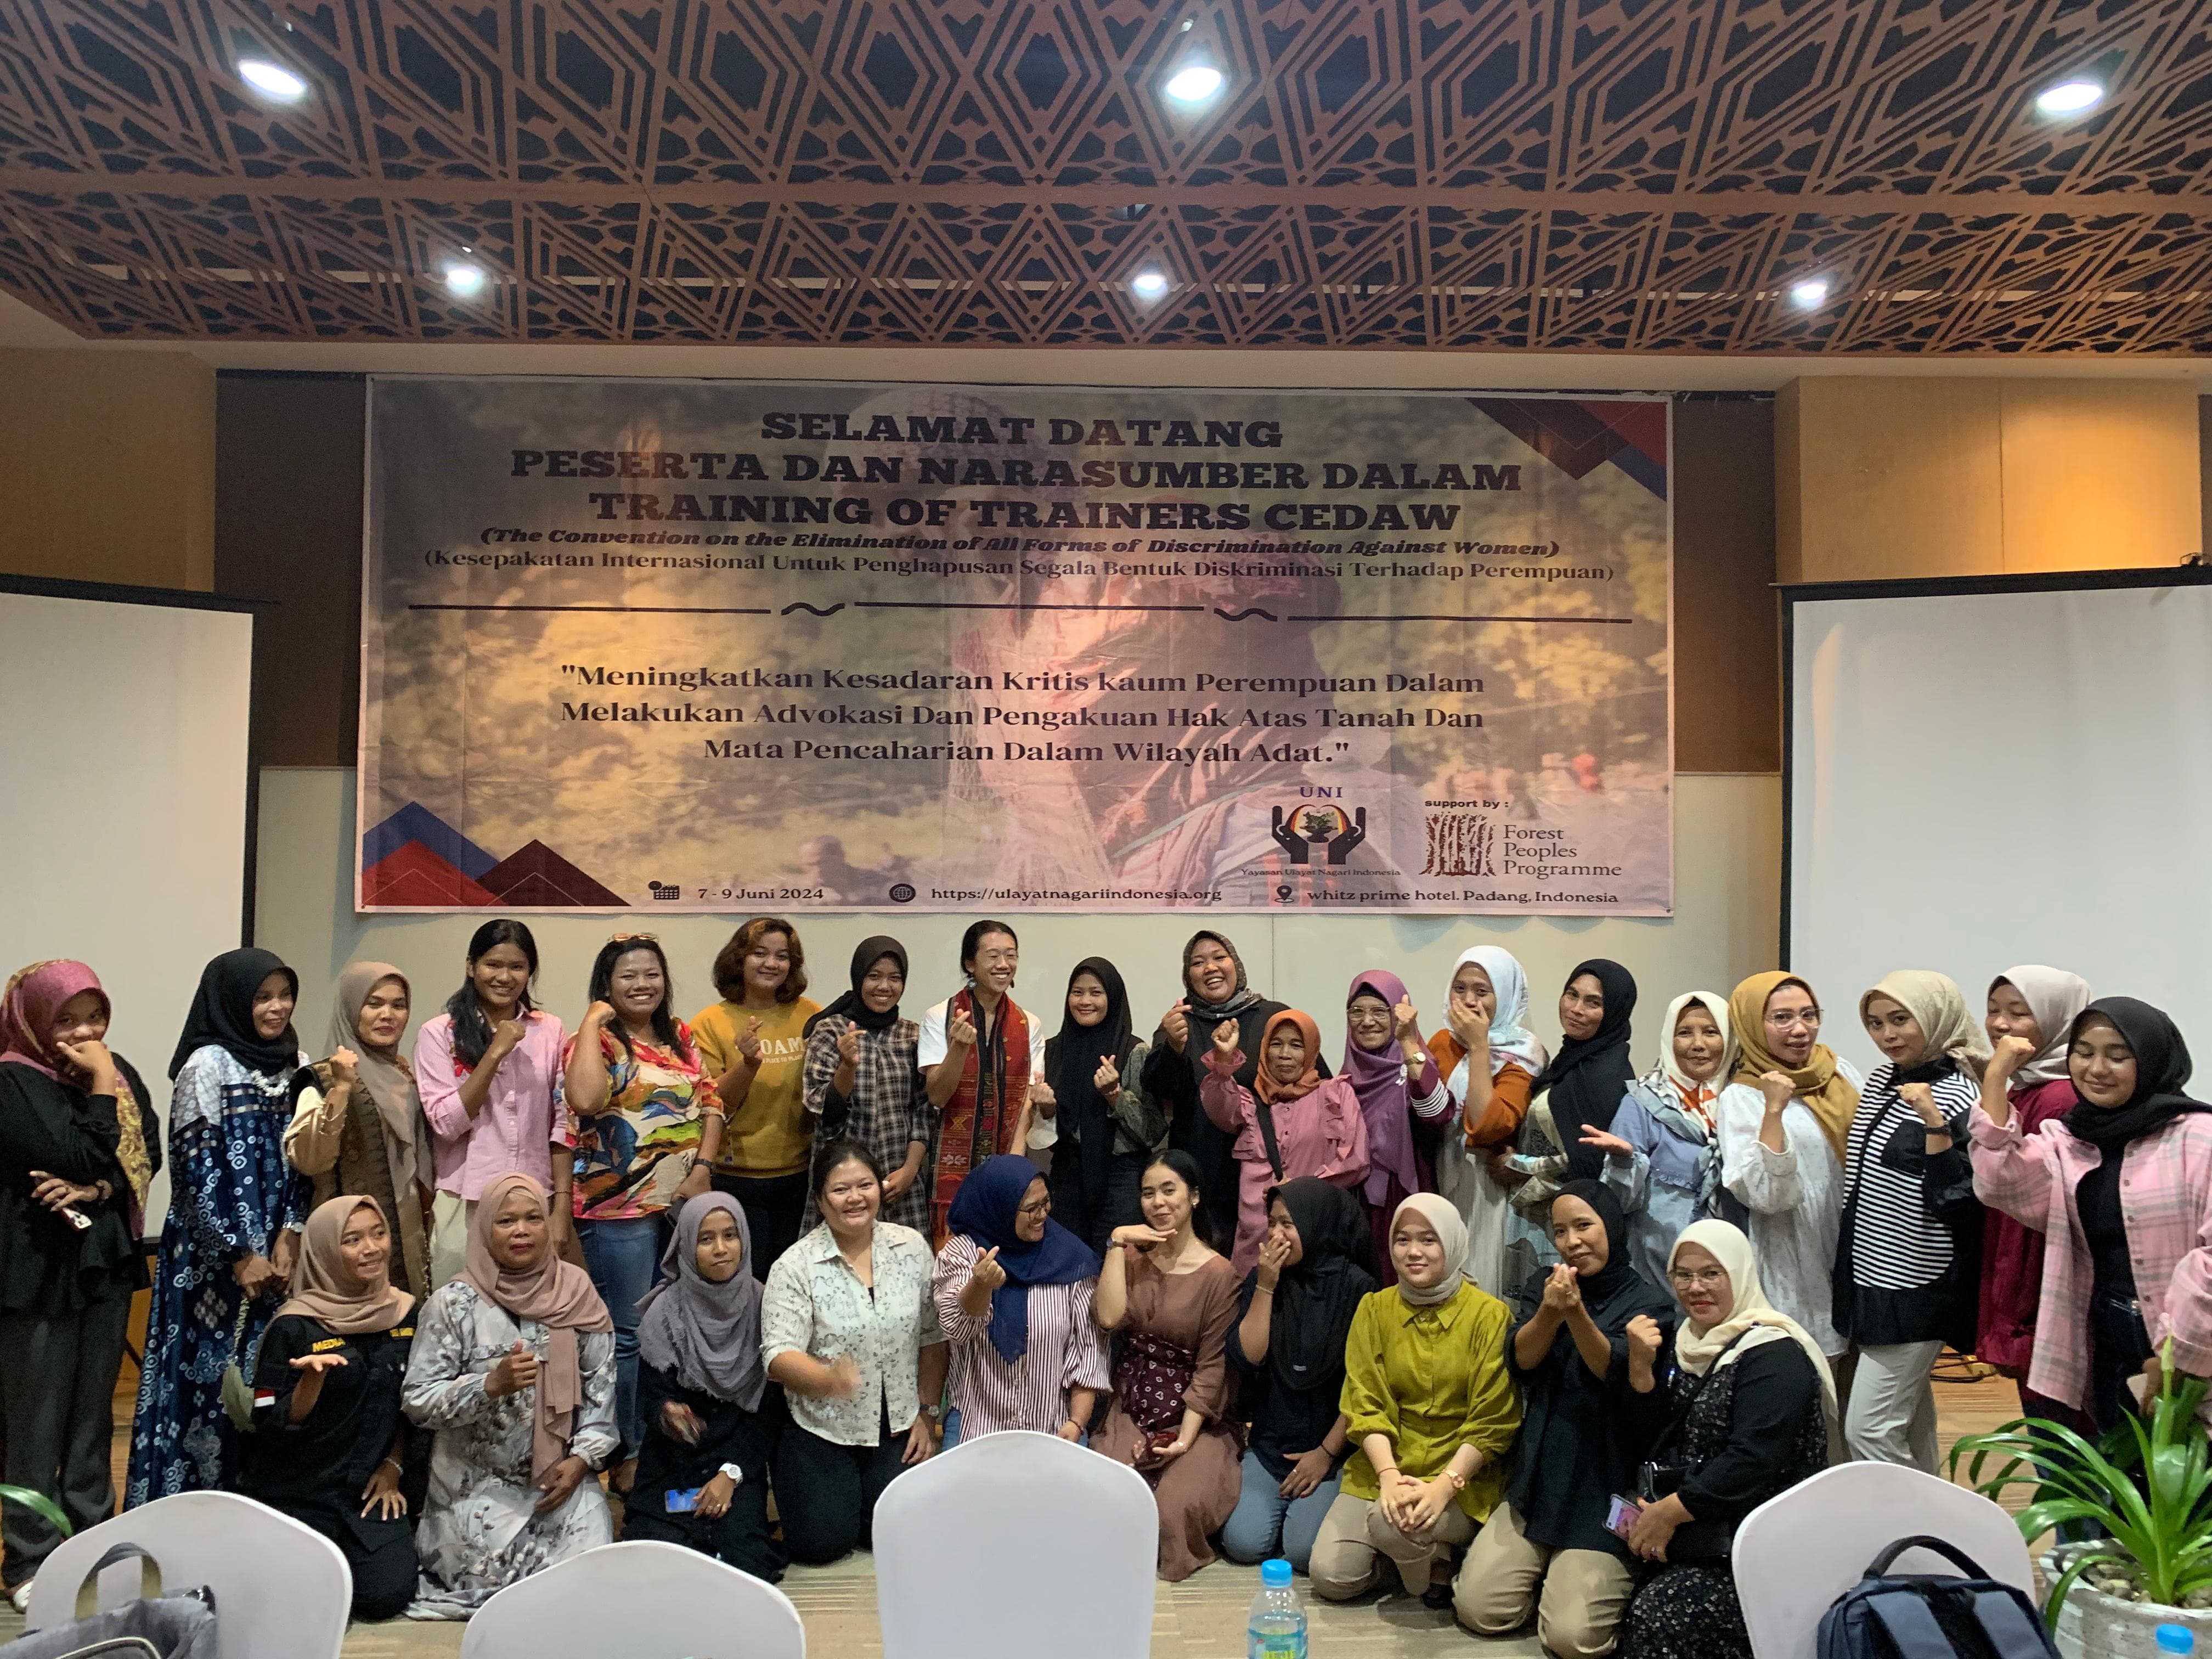 SELAMAT DATANG
PESERTA DAN NARASUMBER DALAM
TRAINING OF TRAINERS CEDAW
(The Convention on the Elimination of All Forms of Discrimination Against Women)
(Kesepakatan Internasional Untuk Penghapusan Segala Bentuk Diskriminasi Terhadap Perempuan)
"Meningkatkan Kesadaran Kritis kaum Perempuan Dalam
Melakukan Advokasi Dan Pengakuan Hak Atas Tanah Dan
Mata Pencaharian Dalam Wilayah Adat."
UNI
Yayasan Ulayat Nagari Indonesia
support by :
Forest
Peoples
Programme
7 - 9 Juni 2024
https://ulayatnagariindonesia.org
whitz prime hotel. Padang, Indonesia
MEDIA